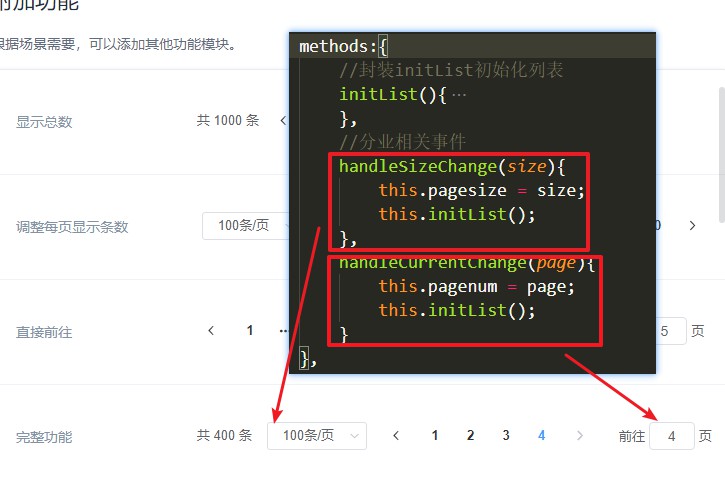 附加功能
根据场景需要，可以添加其他功能模块。
methods:{
//封装initList初始化列表
initList(){···
},
//分业相关事件
handleSizeChange(size){
this.pagesize = size;
this.initList();
},
handleCurrentChange(page){
this.pagenum = page;
this.initList();
}
},
显示总数 共 1000 条 <
调整每页显示条数 100条/页 0 >
直接前往 < 1 ··· 5 页
完整功能 共 400 条 100条/页 < 1 2 3 4 > 前往 4 页